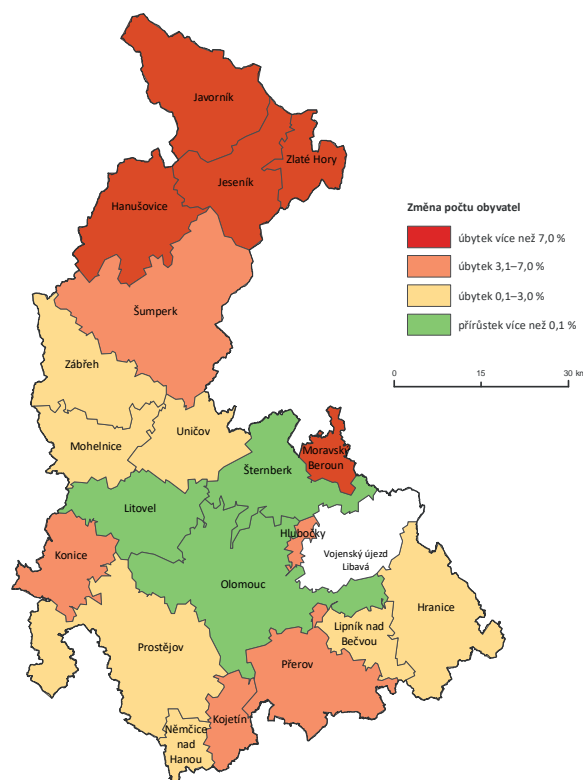 Javorník
Zlaté Hory
Jeseník
Hanušovice
Změna počtu obyvatel
úbytek více než 7,0 %
úbytek 3,1–7,0 %
úbytek 0,1–3,0 %
přírůstek více než 0,1 %
Šumperk
Zábřeh
0
15
30 km
Uničov
Mohelnice
Moravský
Beroun
Šternberk
Litovel
Hlubočky
Konice
Vojenský újezd
Libavá
Olomouc
Hranice
Lipník nad
Bečvou
Prostějov
Přerov
Kojetín
Němčice
nad
Hanou